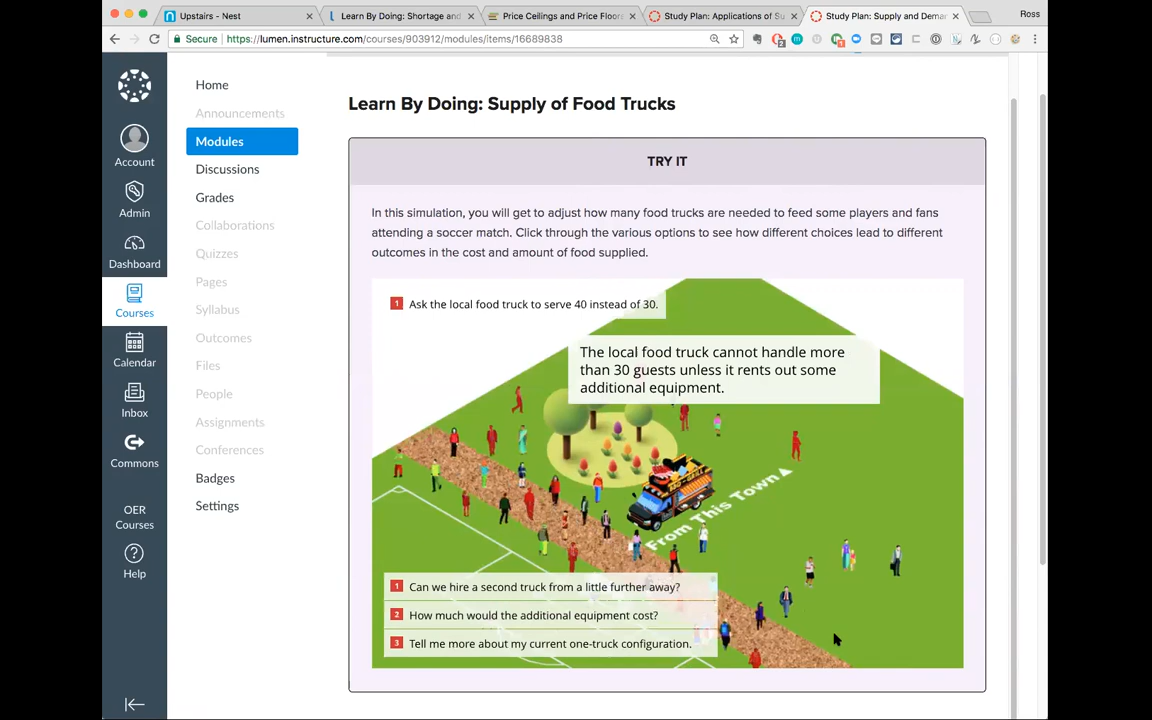 Upstairs - Nest
Learn By Doing: Shortage and
Price Ceilings and Price Floors
Study Plan: Applications of Su
Study Plan: Supply and Deman
Ross
Secure
https://lumen.instructure.com/courses/903912/modules/items/16689838
Account
Admin
Dashboard
Courses
Calendar
Inbox
Commons
OER
Courses
Help
Home
Announcements
Modules
Discussions
Grades
Collaborations
Quizzes
Pages
Syllabus
Outcomes
Files
People
Assignments
Conferences
Badges
Settings
Learn By Doing: Supply of Food Trucks
TRY IT
In this simulation, you will get to adjust how many food trucks are needed to feed some players and fans
attending a soccer match. Click through the various options to see how different choices lead to different
outcomes in the cost and amount of food supplied.
1 Ask the local food truck to serve 40 instead of 30.
The local food truck cannot handle more
than 30 guests unless it rents out some
additional equipment.
From This Town
1 Can we hire a second truck from a little further away?
2 How much would the additional equipment cost?
3 Tell me more about my current one-truck configuration.